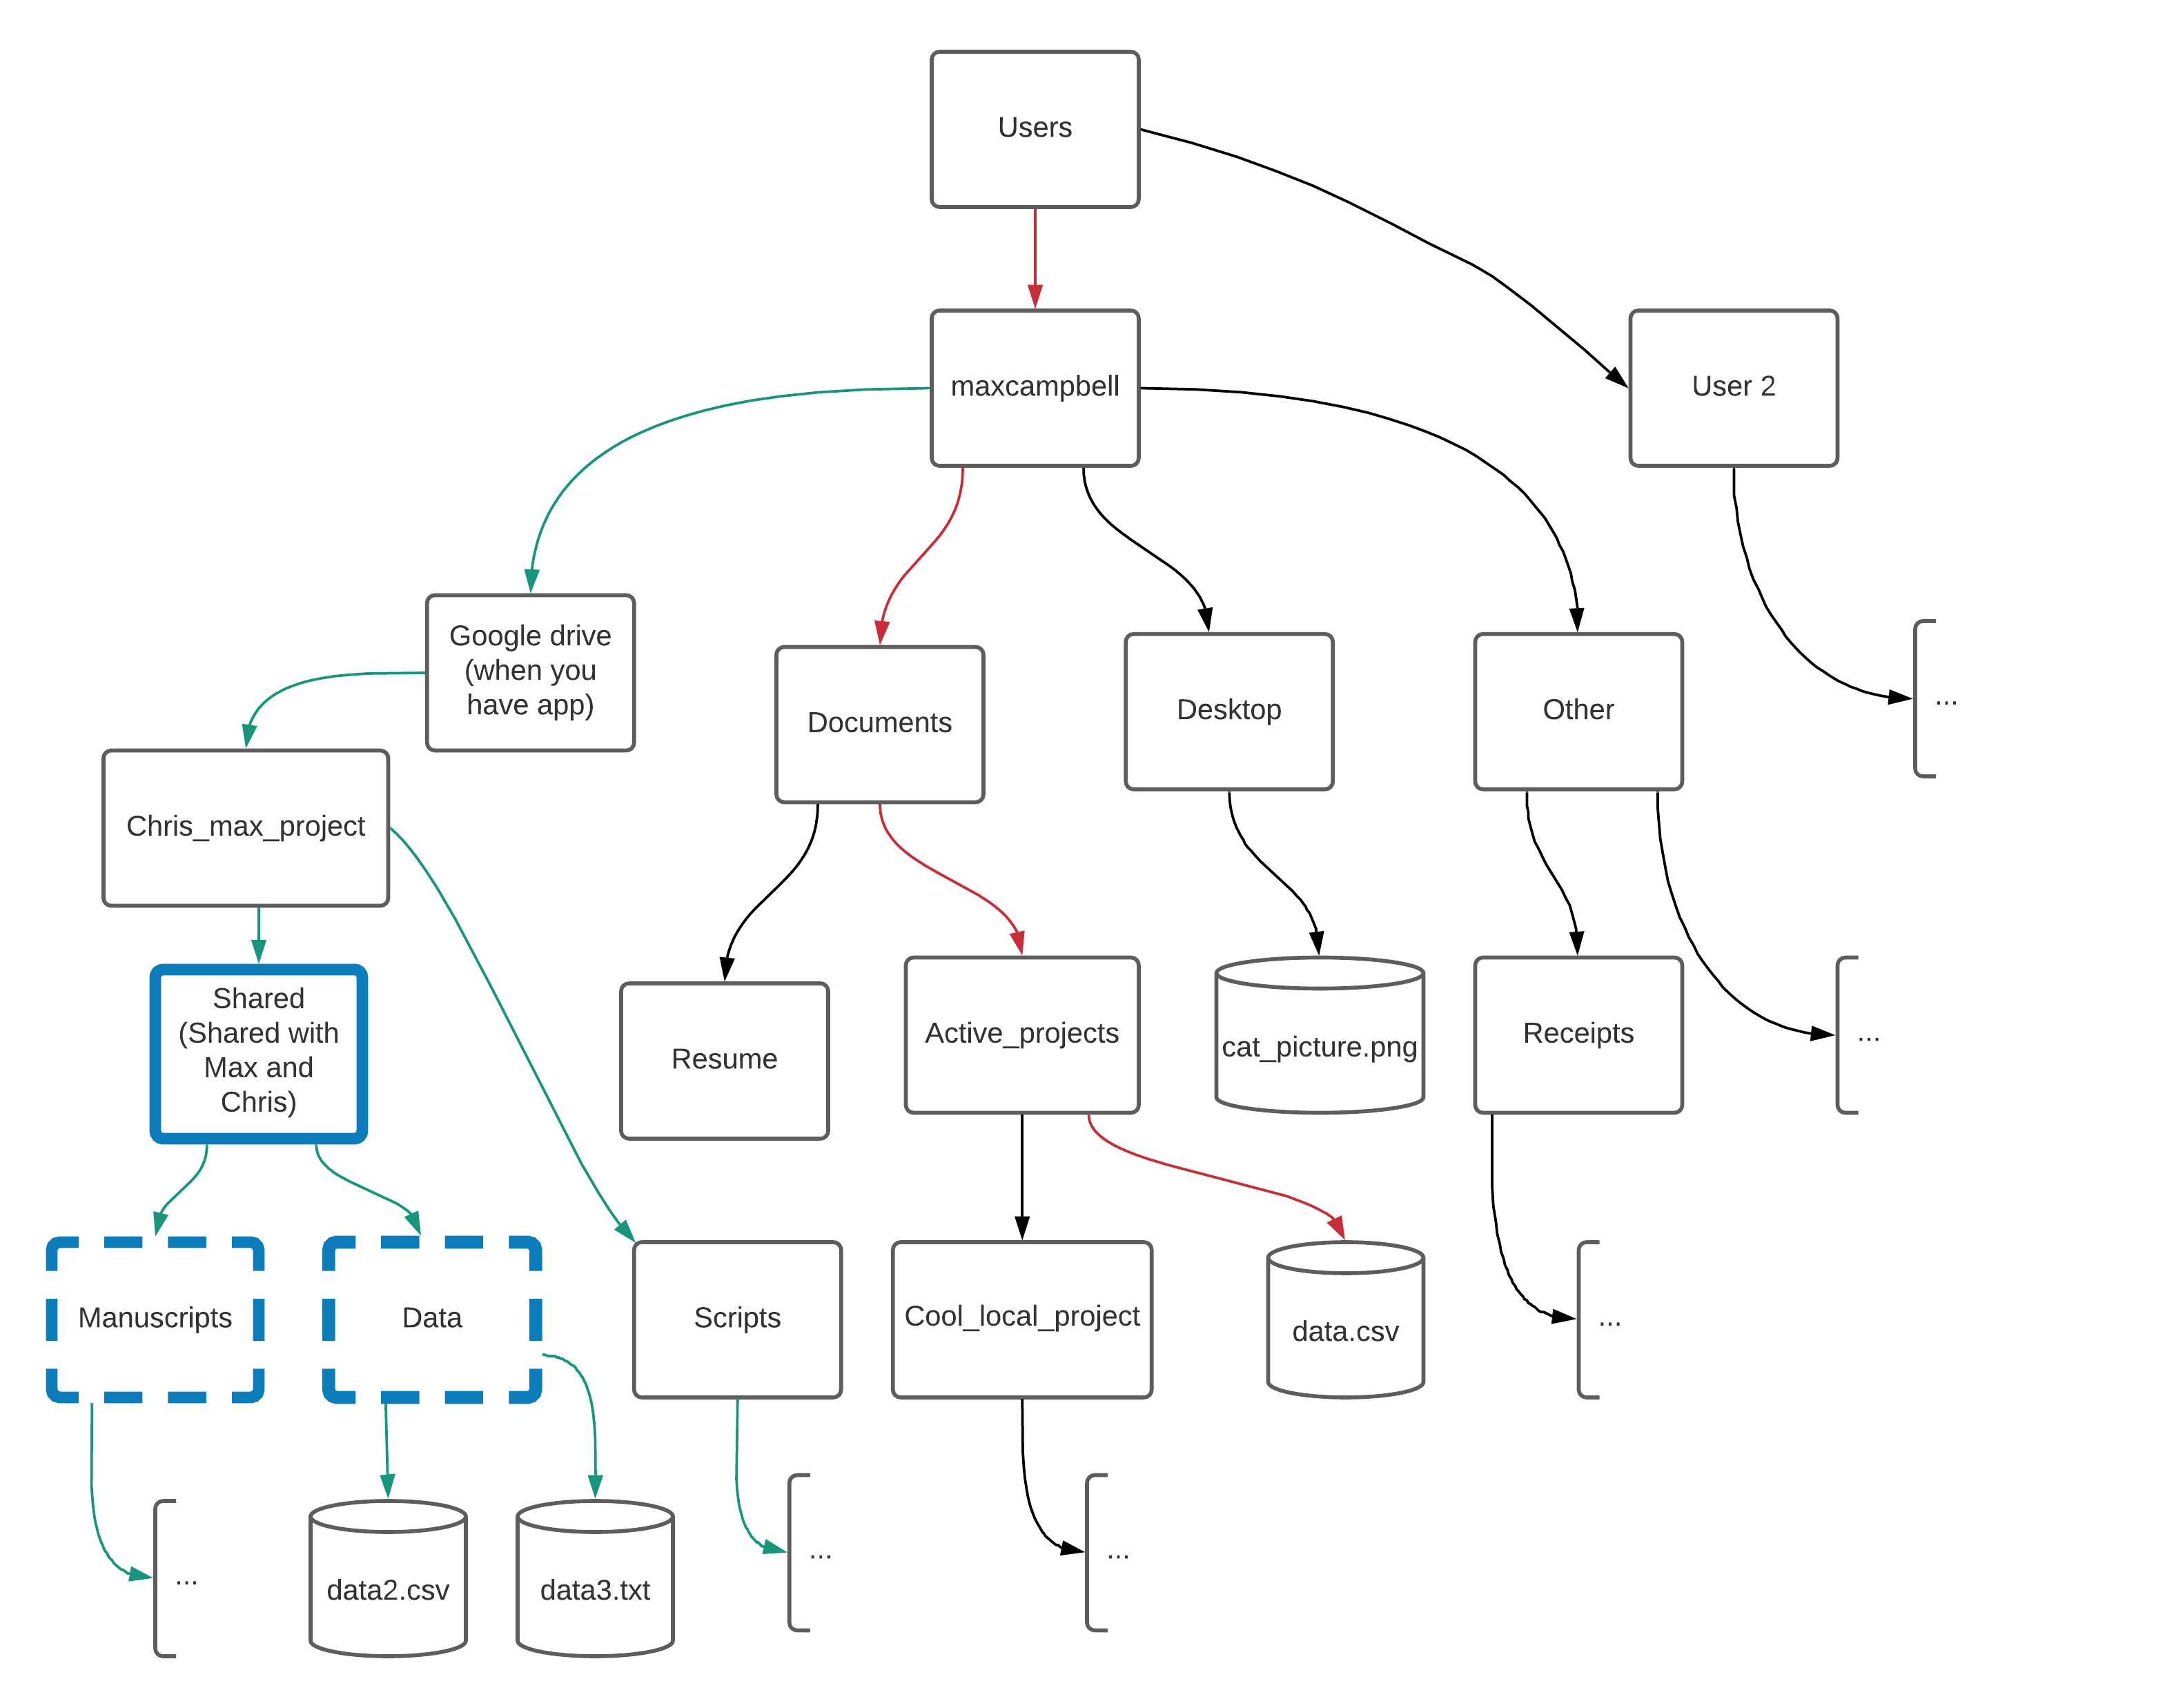 Users
maxcampbell
User 2
Google drive
(when you
have app)
Documents
Desktop
Other
...
Chris_max_project
Shared
(Shared with
Max and
Chris)
Resume
Active_projects
cat_picture.png
Receipts
...
Manuscripts
Data
Scripts
Cool_local_project
data.csv
...
...
data2.csv
data3.txt
...
...